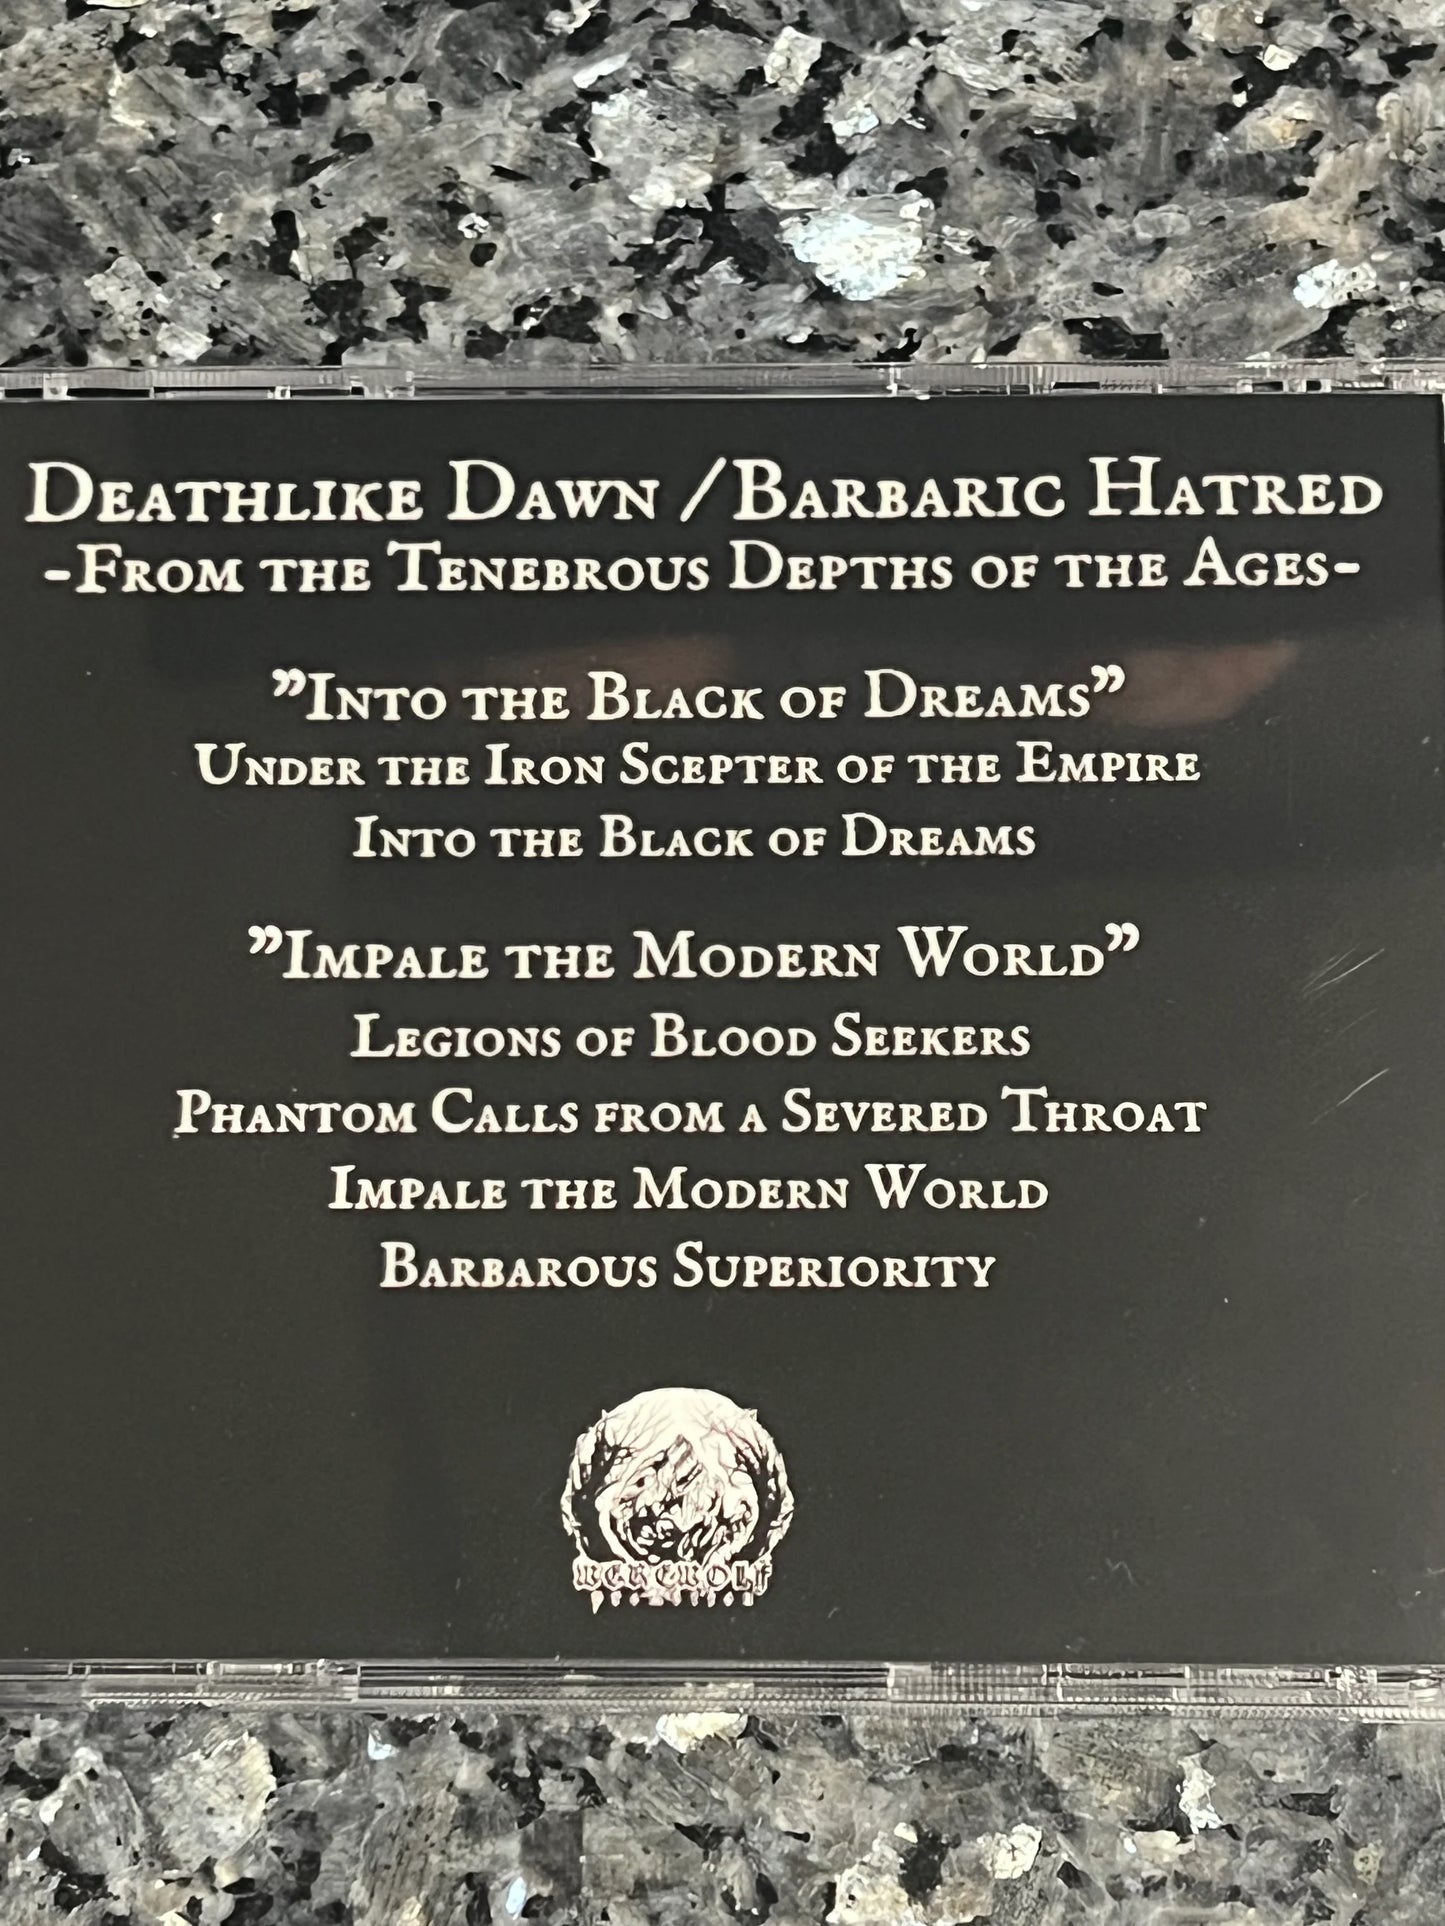 Deathlike Dawn /Barbaric Hatred
-From the Tenebrous Depths of the Ages-
”Into the Black of Dreams”
Under the Iron Scepter of the Empire
Into the Black of Dreams
”Impale the Modern World”
Legions of Blood Seekers
Phantom Calls from a Severed Throat
Impale the Modern World
Barbarous Superiority
WEREWOLF